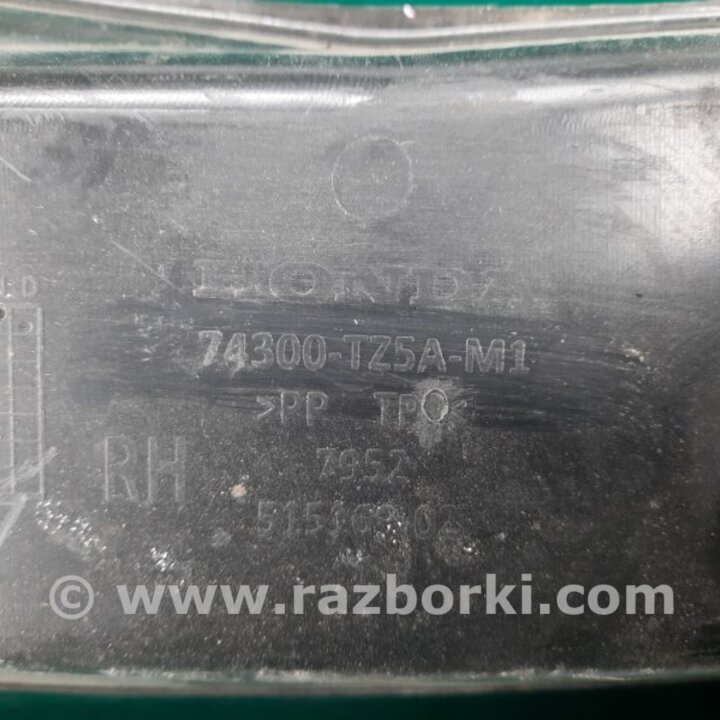 HONDA
74300-TZ5A-M1
>PP TPO<
RH
7952
© www.razborki.com